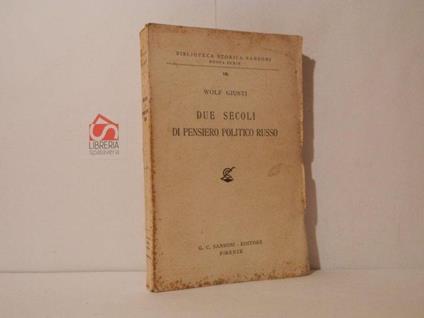 BIBLIOTECA STORICA SANSONI
NUOVA SERIE
WOLF GIUSTI
DUE SECOLI
DI PENSIERO POLITICO RUSSO
G. C. SANSONI - EDITORE
FIRENZE
LIBRERIA